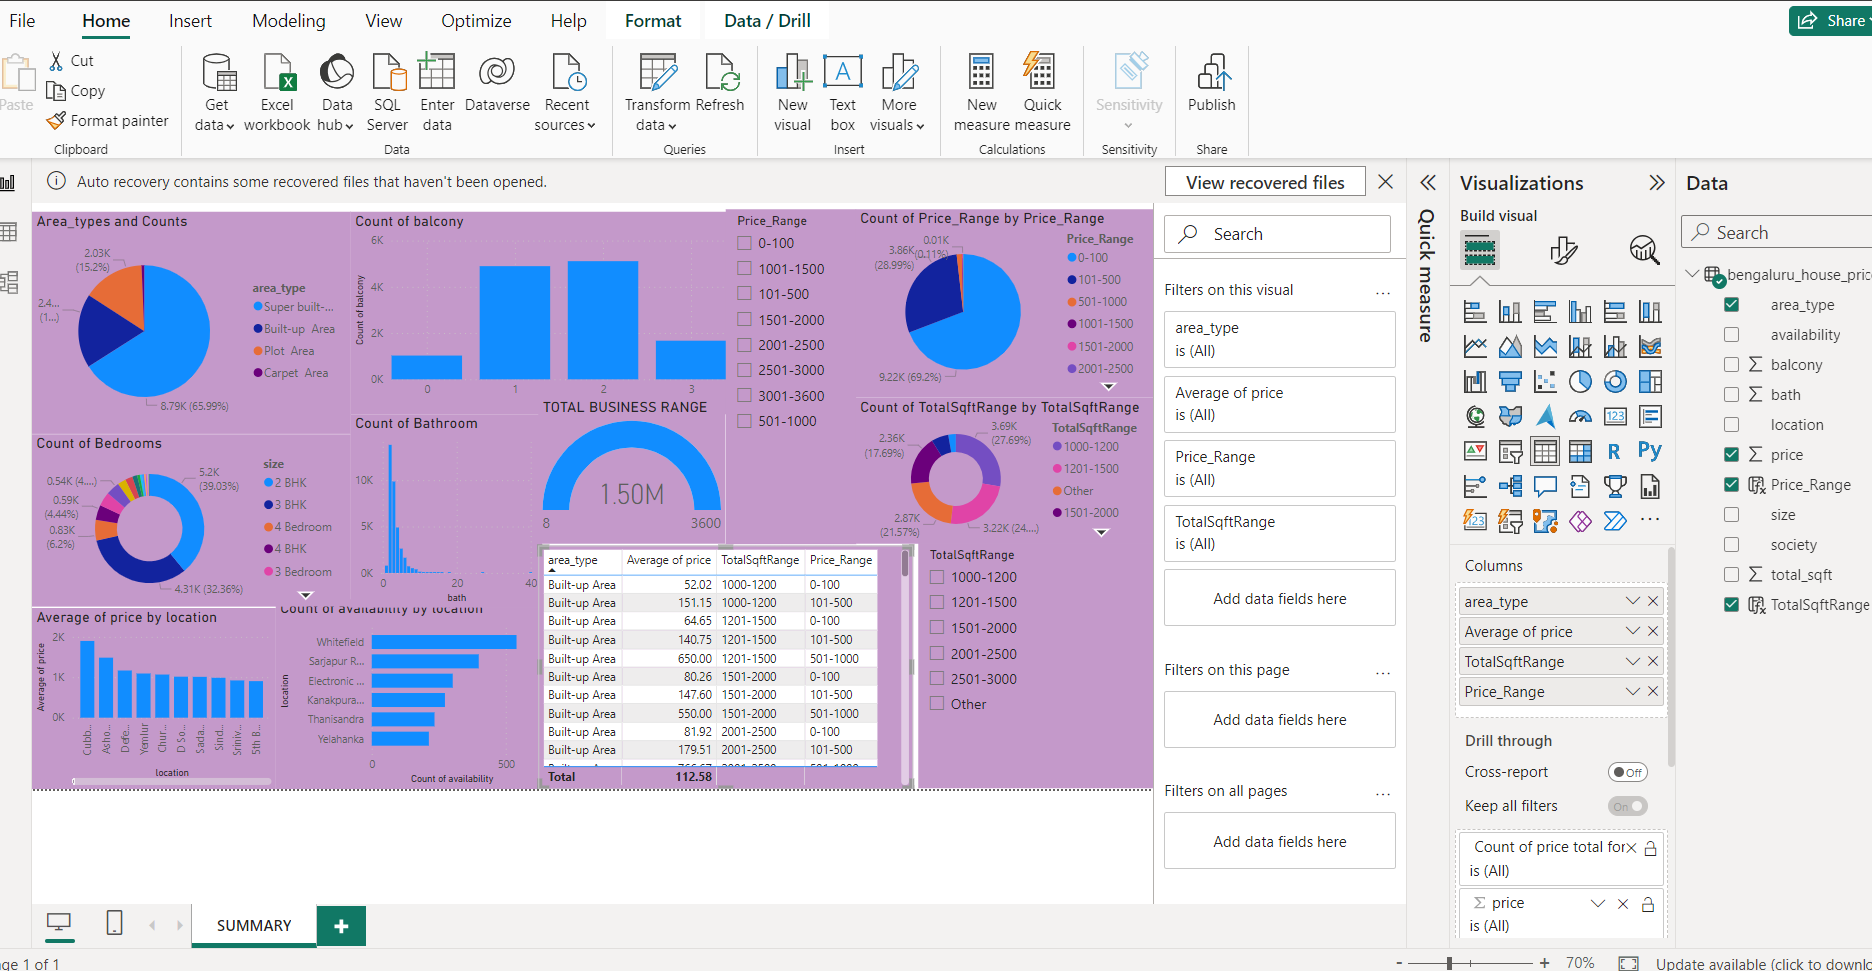 File Home Insert Modeling View Optimize Help Format Data / Drill Share
Paste
Cut
Copy
Format painter
Clipboard
Get data
Excel workbook
Data hub
SQL Server
Enter data
Dataverse
Recent sources
Data
Transform data
Refresh
Queries
New visual
Text box
More visuals
Insert
New measure
Quick measure
Calculations
Sensitivity
Sensitivity
Publish
Share
Auto recovery contains some recovered files that haven't been opened.
View recovered files
Area_types and Counts
2.03K
(15.2%)
2.4...
(1...)
8.79K (65.99%)
area_type
Super built-...
Built-up Area
Plot Area
Carpet Area
Count of balcony
Count of balcony
6K
4K
2K
0K
0 1 2 3
Price_Range
0-100
1001-1500
101-500
1501-2000
2001-2500
2501-3000
3001-3600
501-1000
Count of Price_Range by Price_Range
0.01K
(0.11%)
3.86K
(28.99%)
9.22K (69.2%)
Price_Range
0-100
101-500
501-1000
1001-1500
1501-2000
2001-2500
Count of Bedrooms
0.54K (4....)
0.59K
(4.44%)
0.83K
(6.2%)
5.2K
(39.03%)
4.31K (32.36%)
size
2 BHK
3 BHK
4 Bedroom
4 BHK
3 Bedroom
Count of Bathroom
10K
5K
0K
0 20 40
bath
TOTAL BUSINESS RANGE
1.50M
8 3600
Count of TotalSqftRange by TotalSqftRange
2.36K
(17.69%)
3.69K
(27.69%)
2.87K
(21.57%)
3.22K (24....)
TotalSqftRange
1000-1200
1201-1500
Other
1501-2000
Average of price by location
Average of price
2K
1K
0K
Cubb...
Asho...
Defe...
Yemlur
Chur...
D So...
Sada...
Sind...
Sriniv...
5th B...
location
Count of availability by location
location
Whitefield
Sarjapur R...
Electronic ...
Kanakpura...
Thanisandra
Yelahanka
0 500
Count of availability
area_type Average of price TotalSqftRange Price_Range
Built-up Area 52.02 1000-1200 0-100
Built-up Area 151.15 1000-1200 101-500
Built-up Area 64.65 1201-1500 0-100
Built-up Area 140.75 1201-1500 101-500
Built-up Area 650.00 1201-1500 501-1000
Built-up Area 80.26 1501-2000 0-100
Built-up Area 147.60 1501-2000 101-500
Built-up Area 550.00 1501-2000 501-1000
Built-up Area 81.92 2001-2500 0-100
Built-up Area 179.51 2001-2500 101-500
Total 112.58
TotalSqftRange
1000-1200
1201-1500
1501-2000
2001-2500
2501-3000
Other
Search
Filters on this visual ...
area_type
is (All)
Average of price
is (All)
Price_Range
is (All)
TotalSqftRange
is (All)
Add data fields here
Filters on this page ...
Add data fields here
Filters on all pages ...
Add data fields here
Quick measure
Visualizations
Build visual
R Py
123
123
...
Columns
area_type
Average of price
TotalSqftRange
Price_Range
Drill through
Cross-report Off
Keep all filters On
Count of price total for
is (All)
price
is (All)
Data
Search
bengaluru_house_pric
area_type
availability
balcony
bath
location
price
Price_Range
size
society
total_sqft
TotalSqftRange
SUMMARY
+
ge 1 of 1
- + 70% Update available (click to downlo